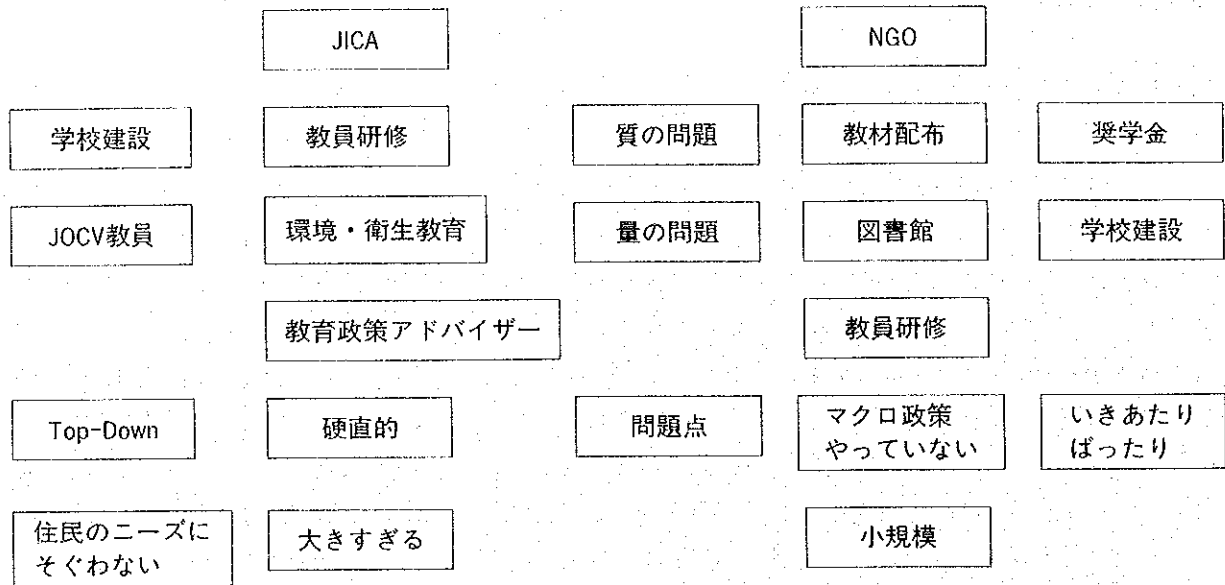 JICA
NGO
学校建設
教員研修
質の問題
教材配布
奨学金
JOCV教員
環境・衛生教育
量の問題
図書館
学校建設
教育政策アドバイザー
教員研修
Top-Down
硬直的
問題点
マクロ政策
やっていない
いきあたり
ばったり
住民のニーズに
そぐわない
大きすぎる
小規模